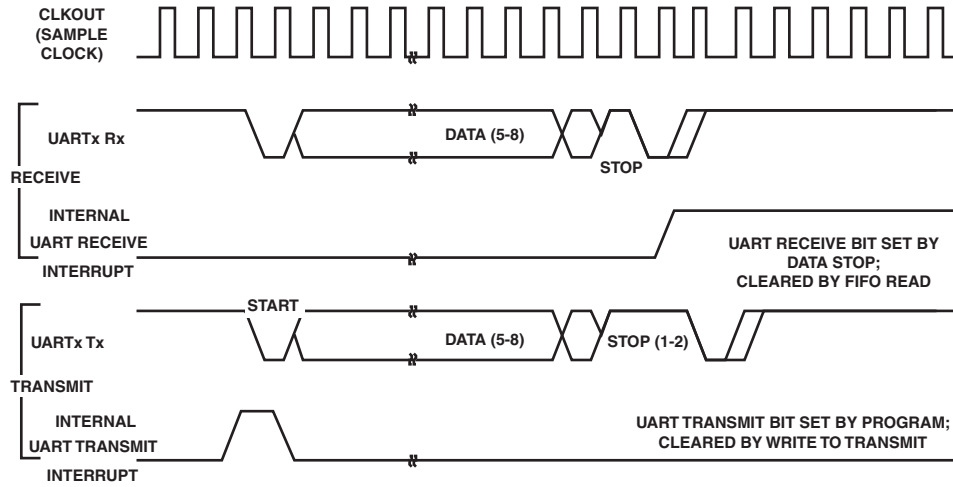 CLKOUT
(SAMPLE
CLOCK)
UARTx Rx
DATA (5-8)
STOP
RECEIVE
INTERNAL
UART RECEIVE
INTERRUPT
UART RECEIVE BIT SET BY
DATA STOP;
CLEARED BY FIFO READ
START
UARTx Tx
DATA (5-8)
STOP (1-2)
TRANSMIT
INTERNAL
UART TRANSMIT
INTERRUPT
UART TRANSMIT BIT SET BY PROGRAM;
CLEARED BY WRITE TO TRANSMIT